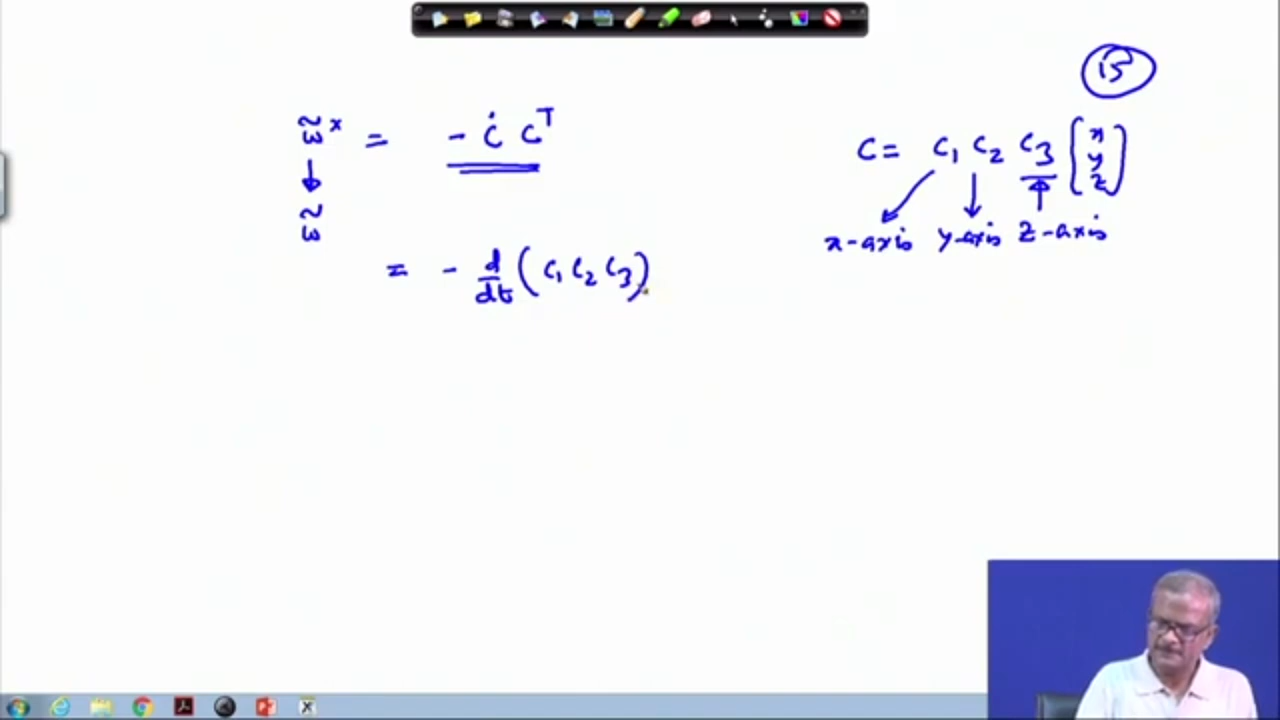 15
ω̃ˣ = - Ċ Cᵀ
↓
ω̃
C = C₁ C₂ C₃ [x y z]
x-axis y-axis z-axis
= - d/dt (C₁ C₂ C₃)